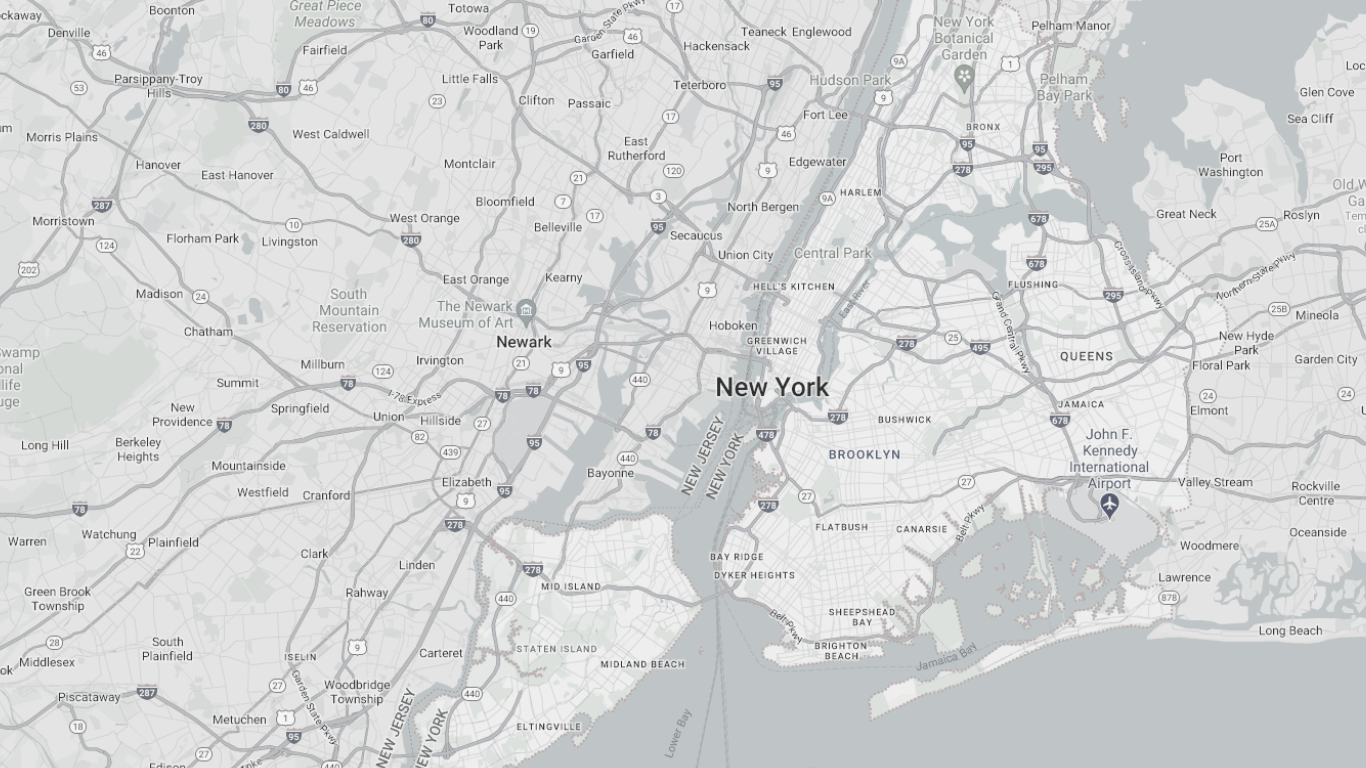 Great Piece
Meadows
Totowa
Garden State Pkwy
17
Teaneck
Englewood
New York
Botanical
Garden
Pelham Manor
Boonton
Denville
80
Woodland
Park
19
46
Hackensack
9A
1
46
Fairfield
Garfield
Parsippany-Troy
Hills
80
46
Little Falls
Teterboro
95
Hudson Park
Pelham
Bay Park
Glen Cove
53
23
Clifton
Passaic
17
Fort Lee
9
Sea Cliff
280
West Caldwell
46
BRONX
Morris Plains
East
Rutherford
95
95
Hanover
Montclair
120
9
Edgewater
278
295
Port
Washington
East Hanover
21
3
HARLEM
287
Bloomfield
7
17
North Bergen
9A
Old W
Morristown
10
West Orange
Belleville
95
Secaucus
678
Great Neck
25A
Roslyn
124
Florham Park
Livingston
280
Union City
Central Park
678
Cross Island Pkwy
Northern State Pkwy
202
East Orange
Kearny
9
HELL'S KITCHEN
FLUSHING
295
Madison
24
South
Mountain
Reservation
The Newark
Museum of Art
East River
Grand Central Pkwy
25B
Mineola
Chatham
Newark
Hoboken
GREENWICH
VILLAGE
278
25
495
New Hyde
Park
Swamp
Millburn
Irvington
21
9
95
QUEENS
Floral Park
Garden City
124
Summit
78
I-78 Express
78
78
440
New York
24
24
New
Providence
78
Springfield
Union
Hillside
27
278
BUSHWICK
JAMAICA
678
Elmont
Long Hill
Berkeley
Heights
82
95
78
NEW JERSEY
NEW YORK
478
BROOKLYN
John F.
Kennedy
International
Airport
Mountainside
439
440
Bayonne
Westfield
Cranford
Elizabeth
9
95
27
27
Valley Stream
Rockville
Centre
78
278
278
FLATBUSH
CANARSIE
Belt Pkwy
Oceanside
Warren
Watchung
22
Plainfield
Clark
Linden
278
BAY RIDGE
Woodmere
MID ISLAND
DYKER HEIGHTS
Lawrence
Green Brook
Township
Rahway
440
Belt Pkwy
SHEEPSHEAD
BAY
878
28
South
Plainfield
9
Carteret
STATEN ISLAND
BRIGHTON
BEACH
Long Beach
Middlesex
ISELIN
MIDLAND BEACH
Jamaica Bay
Piscataway
287
27
Garden State Pkwy
Woodbridge
Township
440
NEW JERSEY
NEW YORK
Metuchen
1
ELTINGVILLE
Lower Bay
18
95
27
Edison